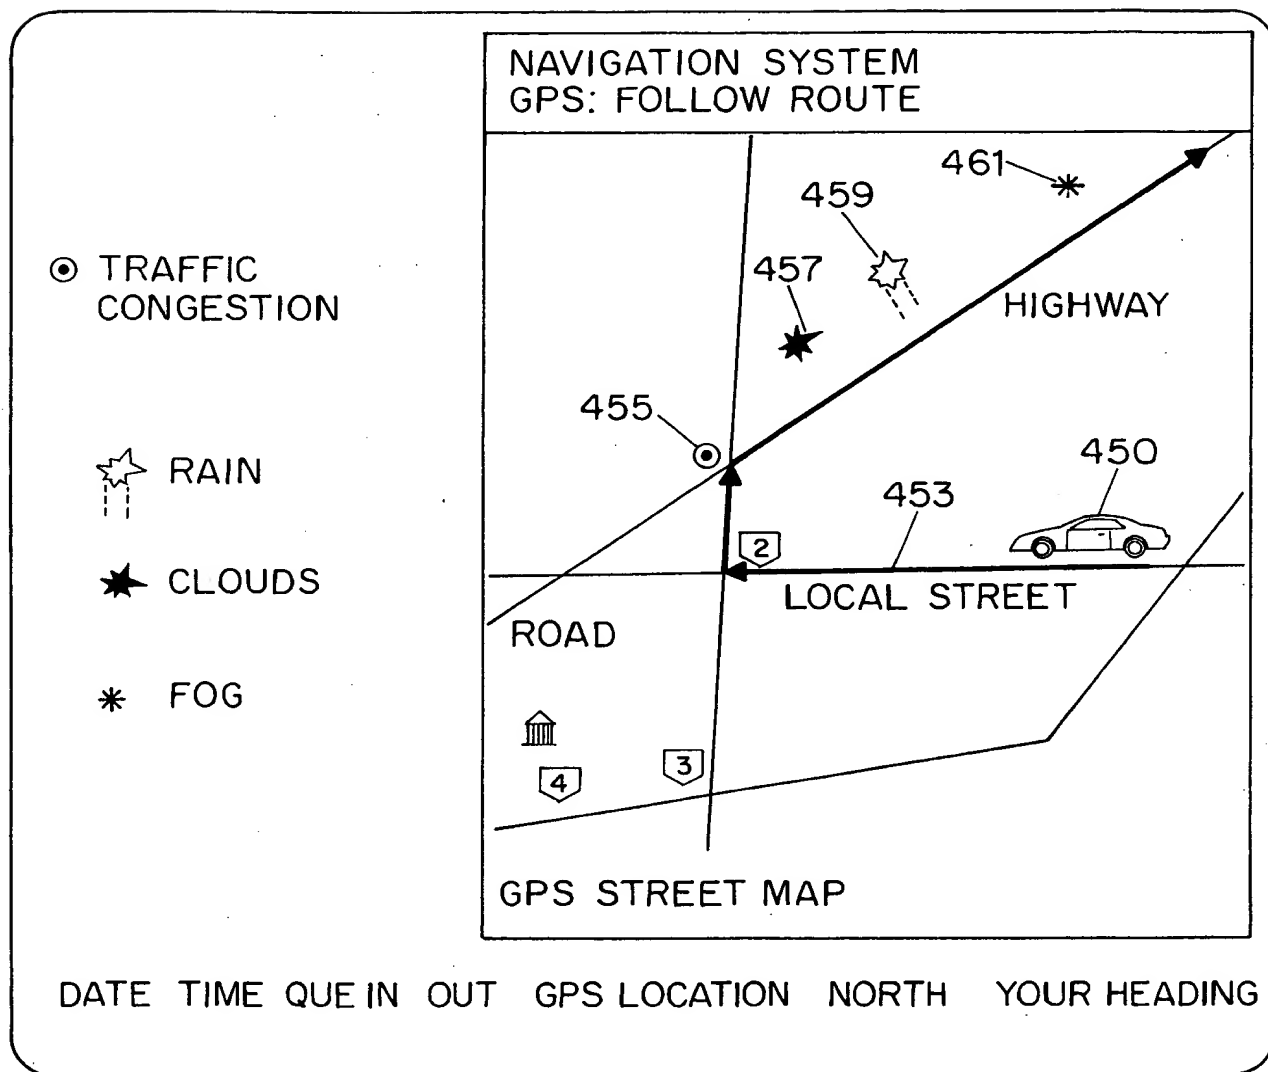 NAVIGATION SYSTEM
GPS: FOLLOW ROUTE
461
459
457
HIGHWAY
TRAFFIC
CONGESTION
455
450
453
RAIN
2
CLOUDS
LOCAL STREET
ROAD
FOG
3
4
GPS STREET MAP
DATE TIME QUE IN OUT GPS LOCATION NORTH YOUR HEADING